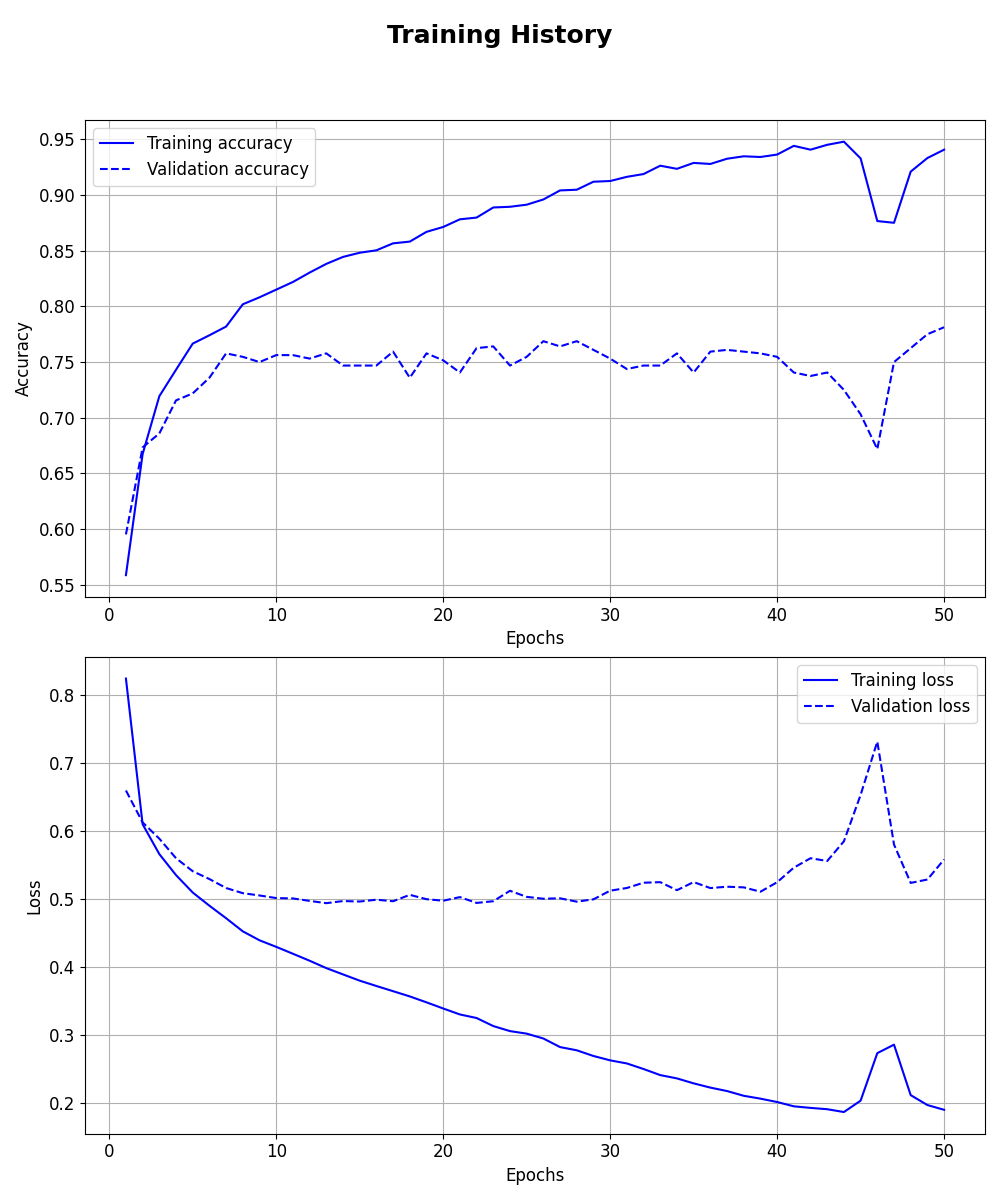 Training History
Training accuracy
Validation accuracy
0.95
0.90
0.85
0.80
0.75
0.70
0.65
0.60
0.55
Accuracy
0 10 20 30 40 50
Epochs
Training loss
Validation loss
0.8
0.7
0.6
0.5
0.4
0.3
0.2
Loss
0 10 20 30 40 50
Epochs